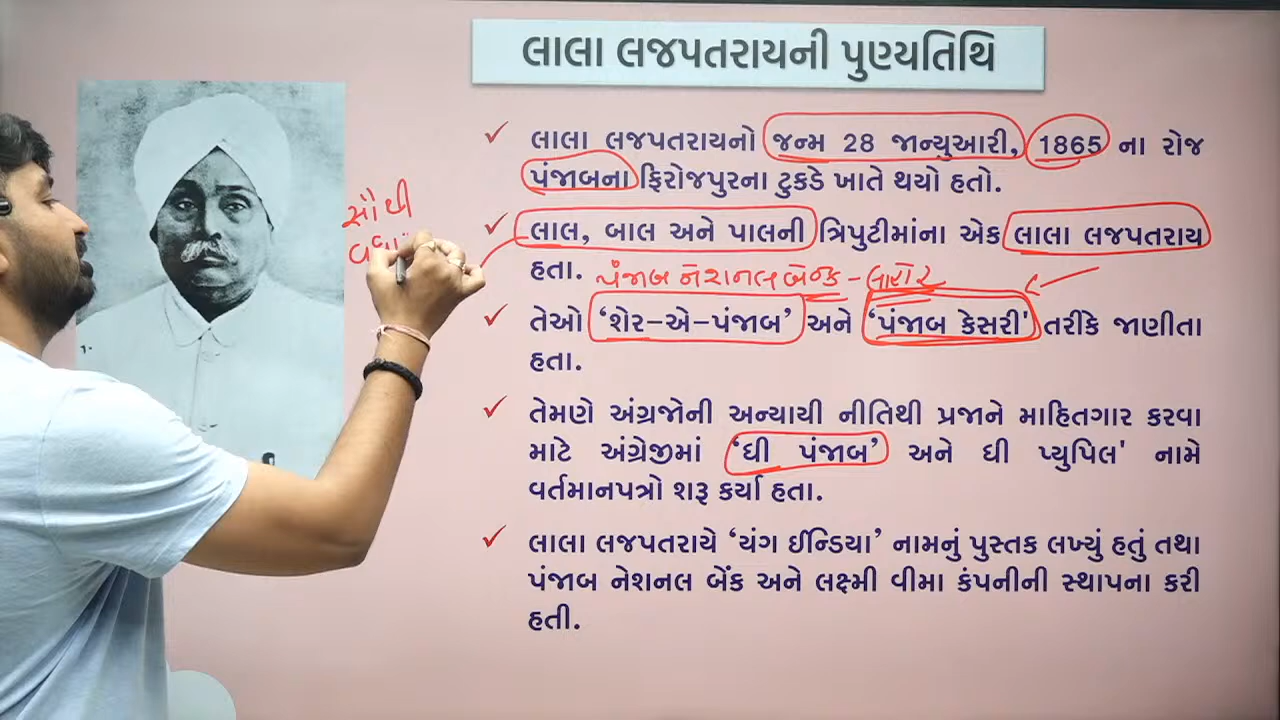 લાલા લજપતરાયની પુણ્યતિથિ
લાલા લજપતરાયનો જન્મ 28 જાન્યુઆરી, 1865 ના રોજ
પંજાબના ફિરોજપુરના ટુકડે ખાતે થયો હતો.
સૌથી
લાલ, બાલ અને પાલની ત્રિપુટીમાંના એક લાલા લજપતરાય
હતા. પંજાબ નેશનલ બેન્ક - લાહોર
તેઓ ‘શેર-એ-પંજાબ’ અને ‘પંજાબ કેસરી' તરીકે જાણીતા
હતા.
તેમણે અંગ્રજોની અન્યાયી નીતિથી પ્રજાને માહિતગાર કરવા
માટે અંગ્રેજીમાં ‘ધી પંજાબ’ અને ધી પ્યુપિલ' નામે
વર્તમાનપત્રો શરૂ કર્યા હતા.
લાલા લજપતરાયે ‘યંગ ઈન્ડિયા’ નામનું પુસ્તક લખ્યું હતું તથા
પંજાબ નેશનલ બેંક અને લક્ષ્મી વીમા કંપનીની સ્થાપના કરી
હતી.